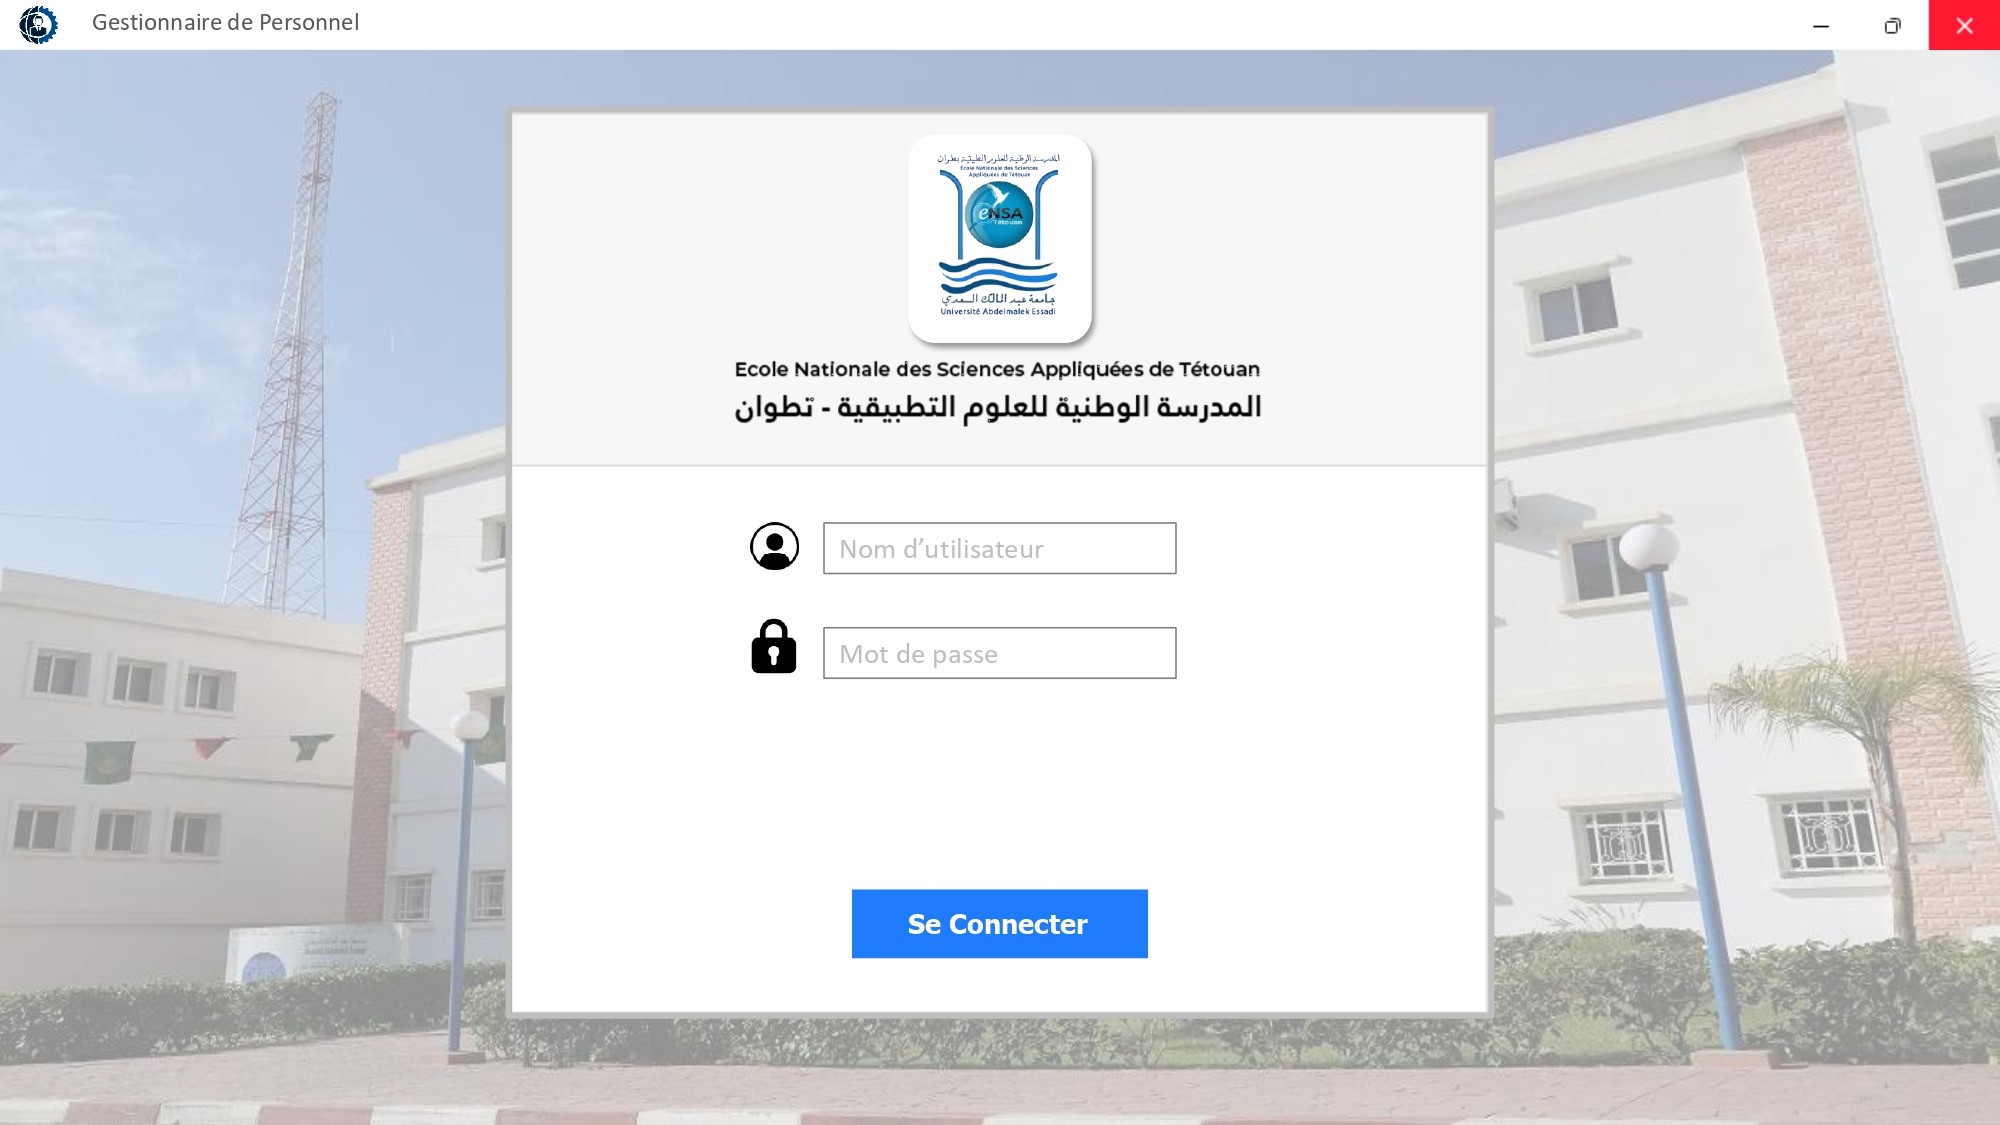 Gestionnaire de Personnel
المدرسة الوطنية للعلوم التطبيقية بتطوان
Ecole Nationale des Sciences
Appliquées de Tétouan
eNSA
Tétouan
جامعة عبد المالك السعدي
Université Abdelmalek Essadi
Ecole Nationale des Sciences Appliquées de Tétouan
المدرسة الوطنية للعلوم التطبيقية - تطوان
Nom d’utilisateur
Mot de passe
Se Connecter